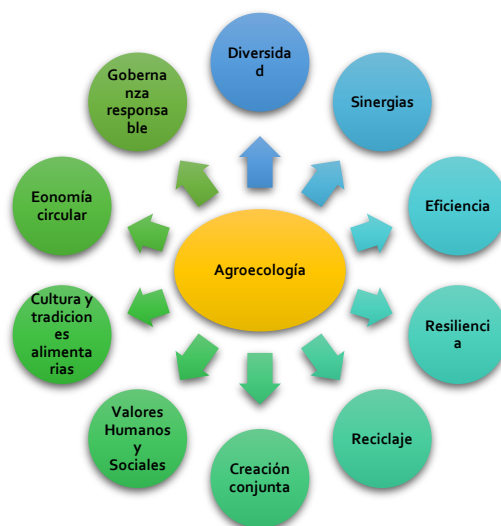 Diversida
d
Sinergias
Eficiencia
Resilienci
a
Reciclaje
Creación
conjunta
Valores
Humanos
y
Sociales
Cultura y
tradicion
es
alimenta
rias
Eonomía
circular
Goberna
nza
responsa
ble
Agroecología